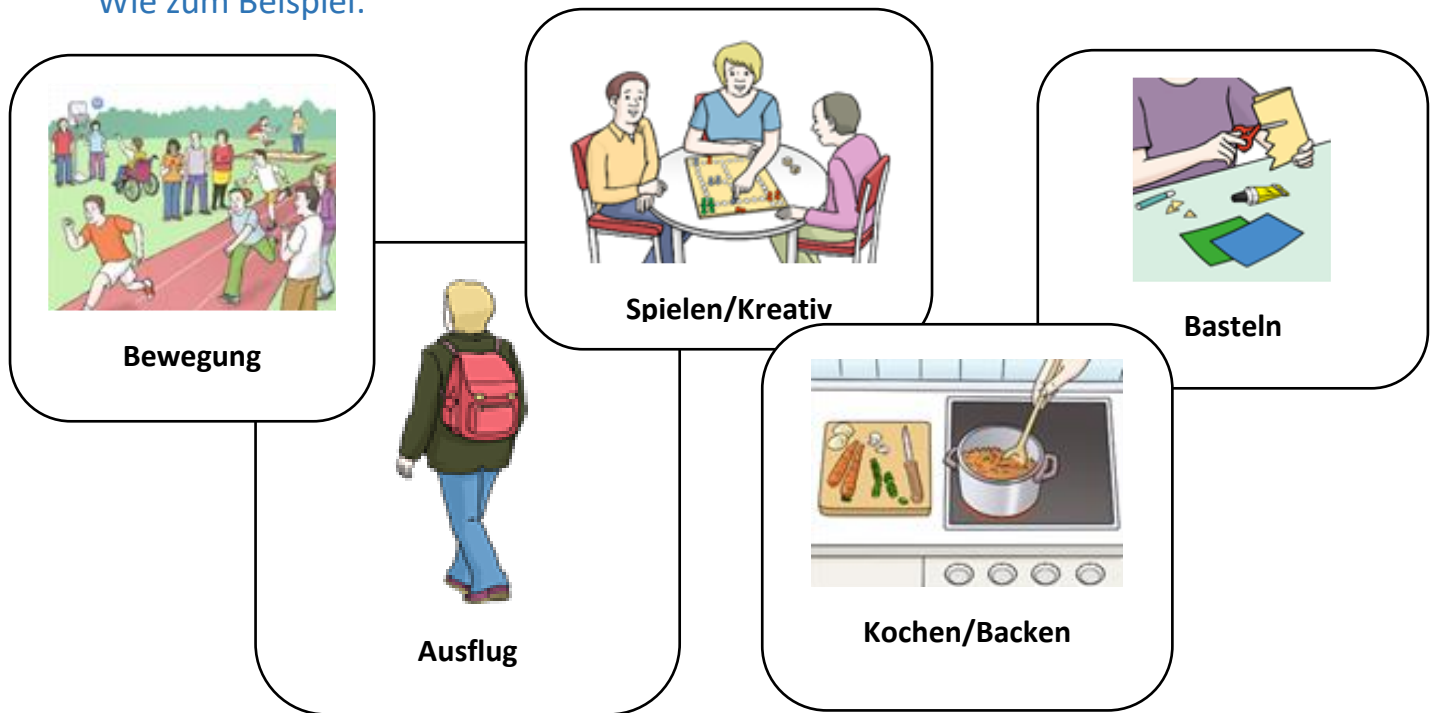 Wie zum Beispiel:
Bewegung
Ausflug
Spielen/Kreativ
Kochen/Backen
Basteln